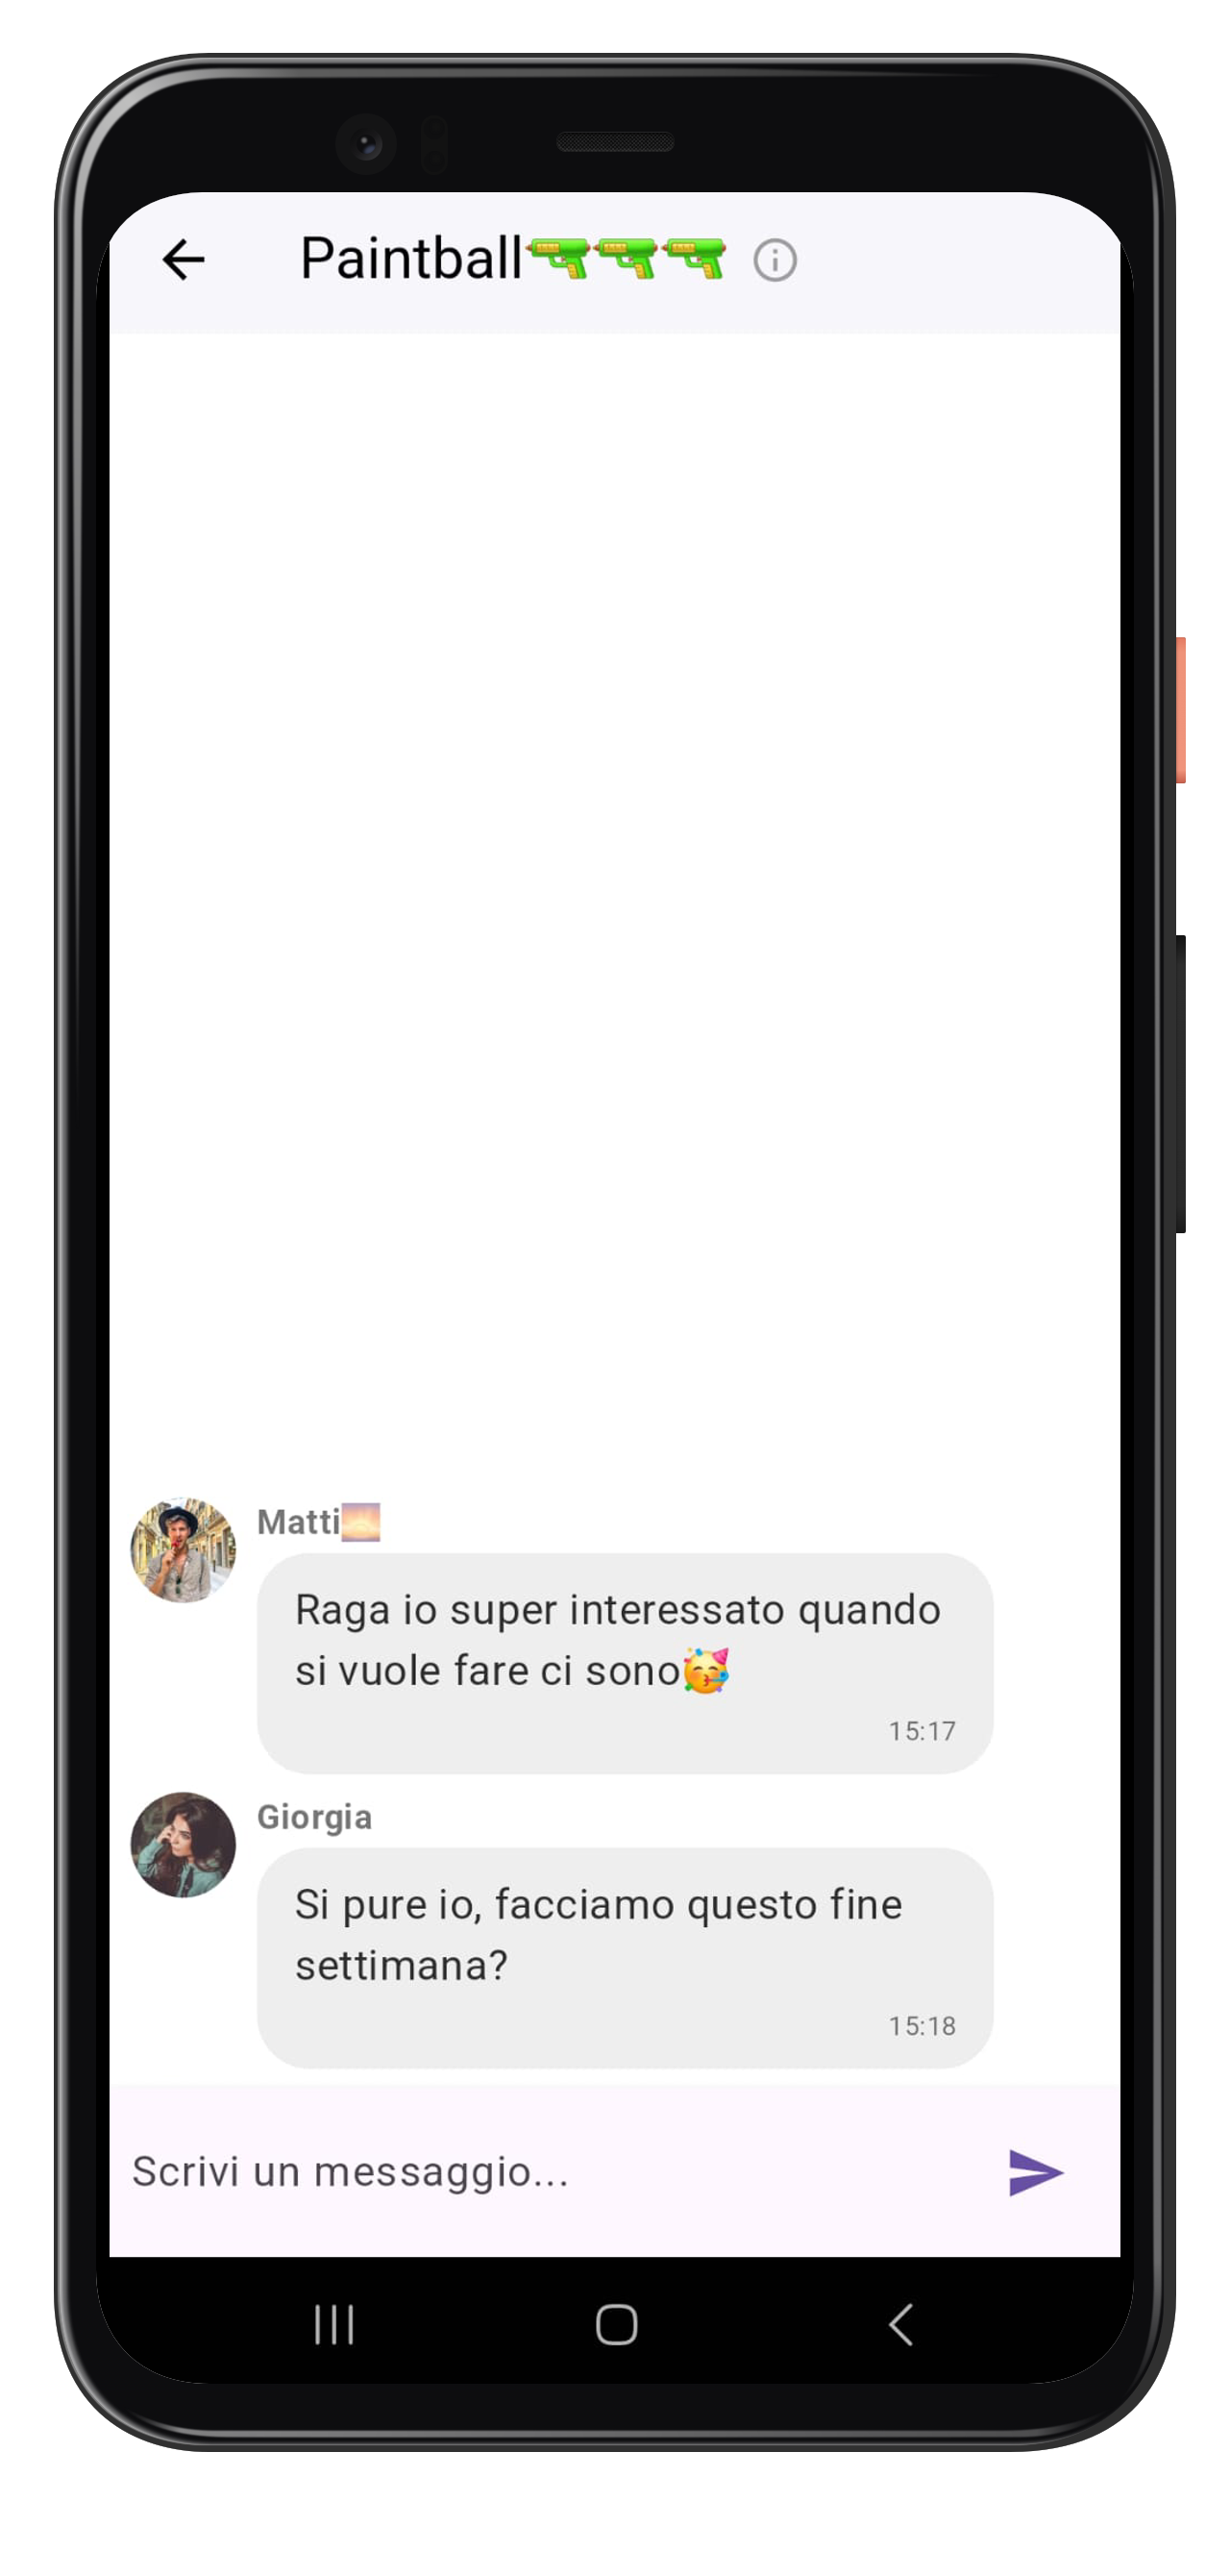 Paintball🔫🔫🔫
Matti🌅
Raga io super interessato quando
si vuole fare ci sono🥳
15:17
Giorgia
Si pure io, facciamo questo fine
settimana?
15:18
Scrivi un messaggio...